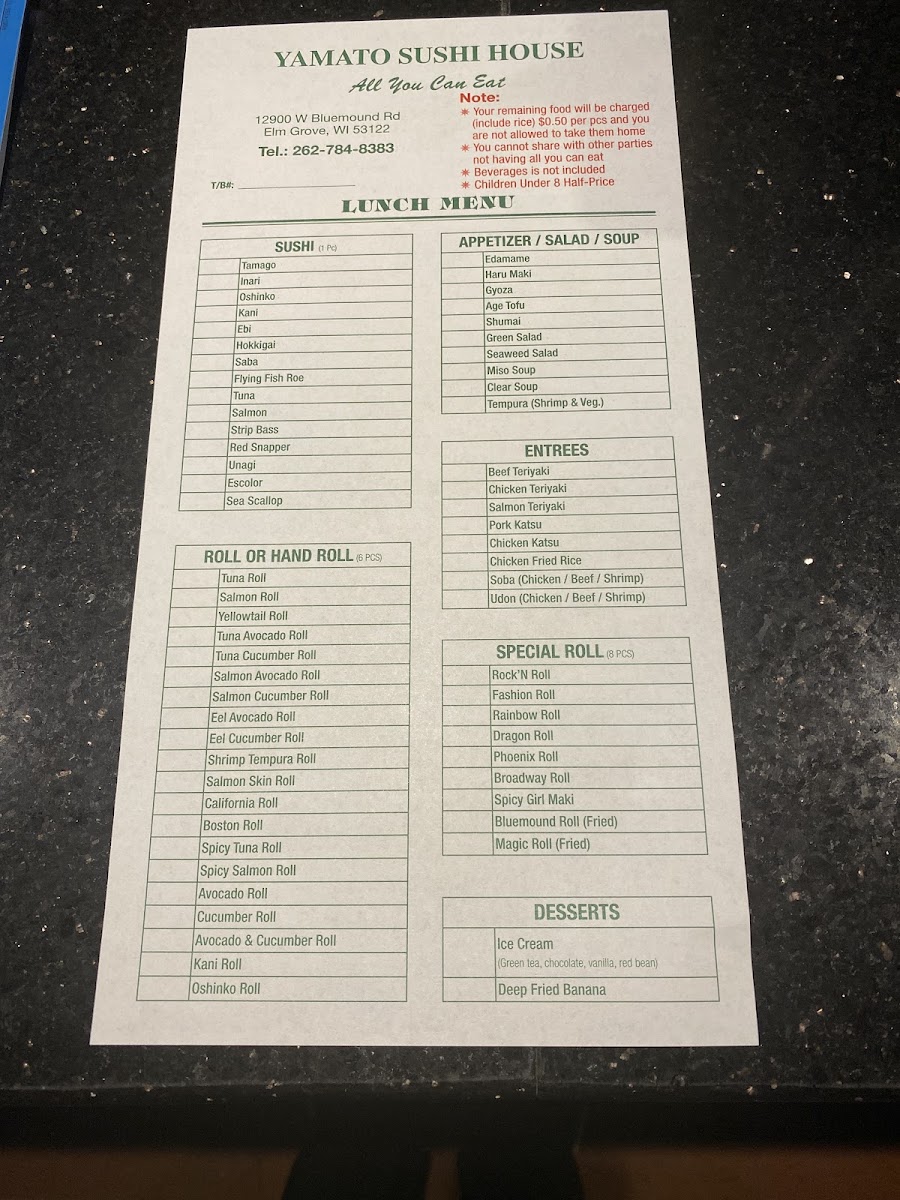 YAMATO SUSHI HOUSE
All You Can Eat
12900 W Bluemound Rd
Elm Grove, WI 53122
Tel.: 262-784-8383
T/B#:
Note:
* Your remaining food will be charged
(include rice) $0.50 per pcs and you
are not allowed to take them home
* You cannot share with other parties
not having all you can eat
* Beverages is not included
* Children Under 8 Half-Price
LUNCH MENU
SUSHI (1 Pc)
Tamago
Inari
Oshinko
Kani
Ebi
Hokkigai
Saba
Flying Fish Roe
Tuna
Salmon
Strip Bass
Red Snapper
Unagi
Escolor
Sea Scallop
ROLL OR HAND ROLL (6 PCS)
Tuna Roll
Salmon Roll
Yellowtail Roll
Tuna Avocado Roll
Tuna Cucumber Roll
Salmon Avocado Roll
Salmon Cucumber Roll
Eel Avocado Roll
Eel Cucumber Roll
Shrimp Tempura Roll
Salmon Skin Roll
California Roll
Boston Roll
Spicy Tuna Roll
Spicy Salmon Roll
Avocado Roll
Cucumber Roll
Avocado & Cucumber Roll
Kani Roll
Oshinko Roll
APPETIZER / SALAD / SOUP
Edamame
Haru Maki
Gyoza
Age Tofu
Shumai
Green Salad
Seaweed Salad
Miso Soup
Clear Soup
Tempura (Shrimp & Veg.)
ENTREES
Beef Teriyaki
Chicken Teriyaki
Salmon Teriyaki
Pork Katsu
Chicken Katsu
Chicken Fried Rice
Soba (Chicken / Beef / Shrimp)
Udon (Chicken / Beef / Shrimp)
SPECIAL ROLL (8 PCS)
Rock'N Roll
Fashion Roll
Rainbow Roll
Dragon Roll
Phoenix Roll
Broadway Roll
Spicy Girl Maki
Bluemound Roll (Fried)
Magic Roll (Fried)
DESSERTS
Ice Cream
(Green tea, chocolate, vanilla, red bean)
Deep Fried Banana